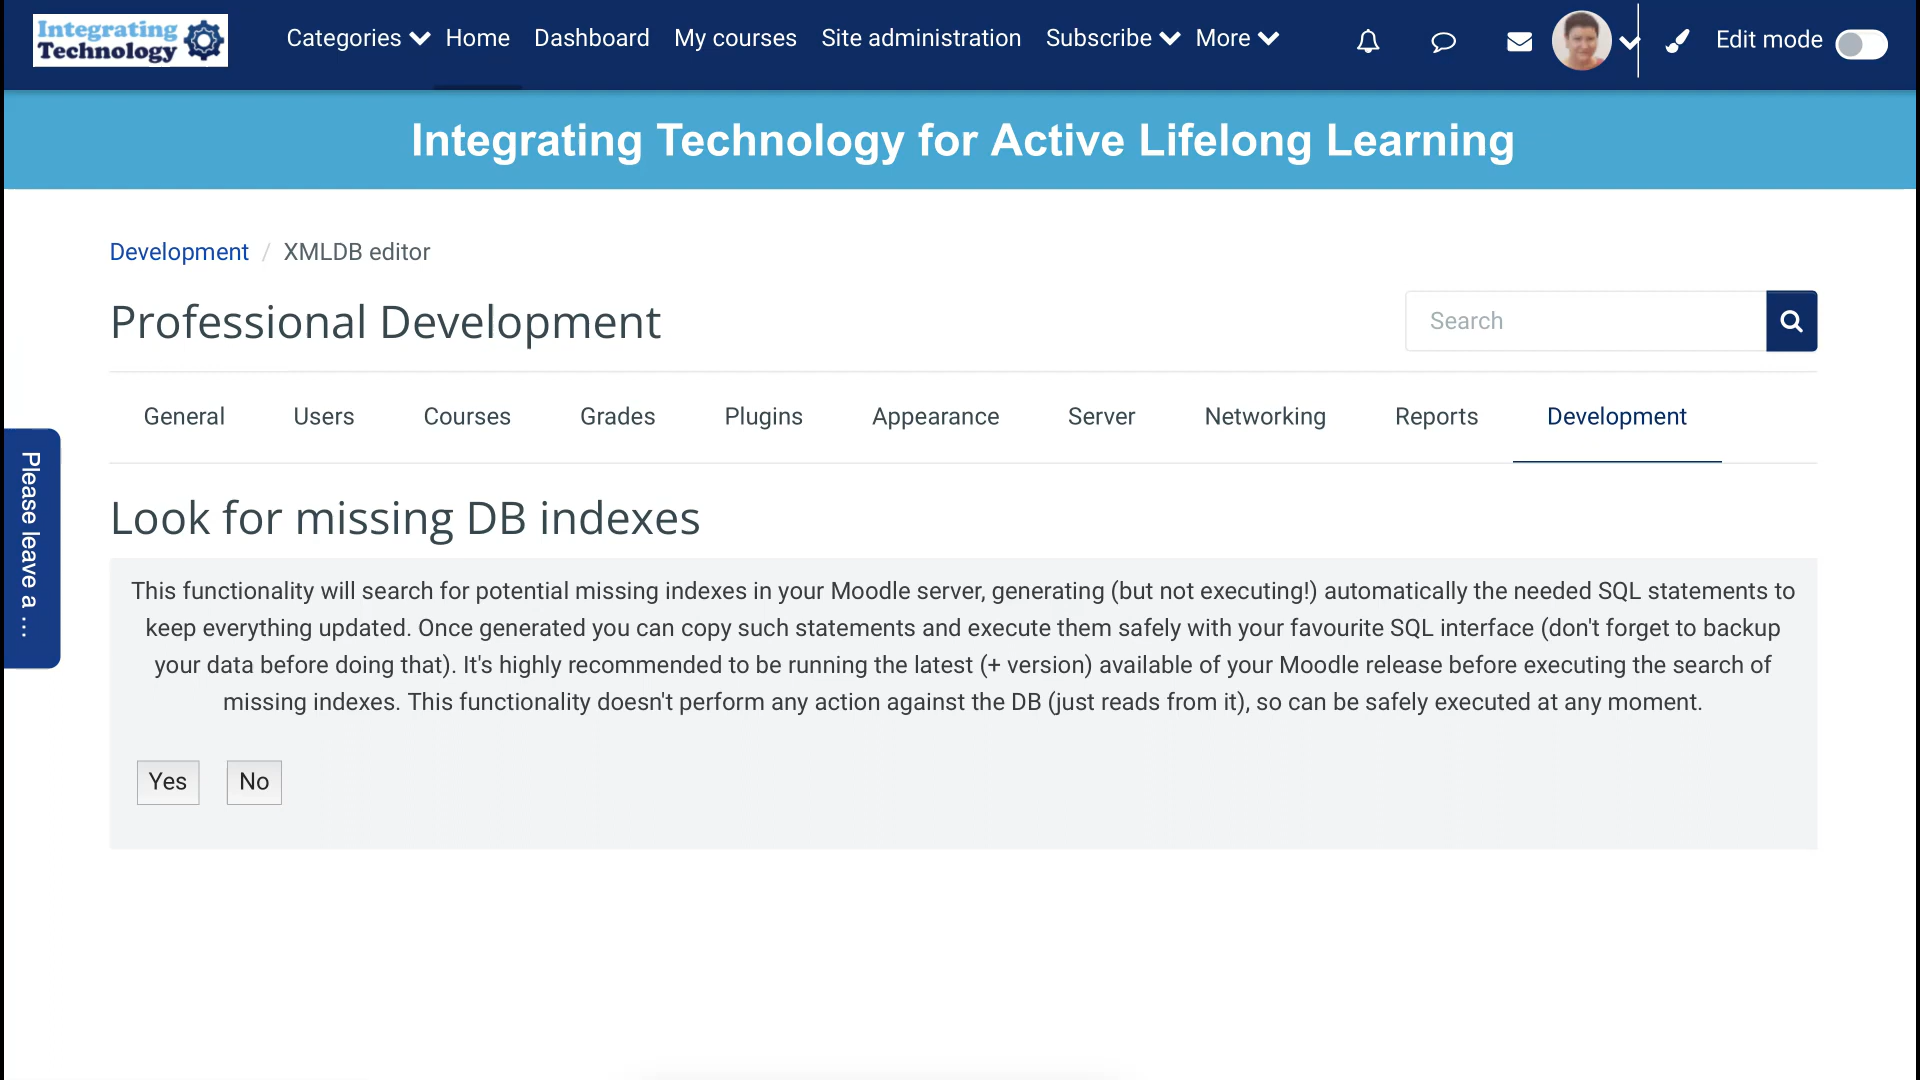 Integrating
Technology
Categories Home Dashboard My courses Site administration Subscribe More Edit mode
Integrating Technology for Active Lifelong Learning
Development / XMLDB editor
Professional Development
Search
General Users Courses Grades Plugins Appearance Server Networking Reports Development
Please leave a ...
Look for missing DB indexes
This functionality will search for potential missing indexes in your Moodle server, generating (but not executing!) automatically the needed SQL statements to
keep everything updated. Once generated you can copy such statements and execute them safely with your favourite SQL interface (don't forget to backup
your data before doing that). It's highly recommended to be running the latest (+ version) available of your Moodle release before executing the search of
missing indexes. This functionality doesn't perform any action against the DB (just reads from it), so can be safely executed at any moment.
Yes No